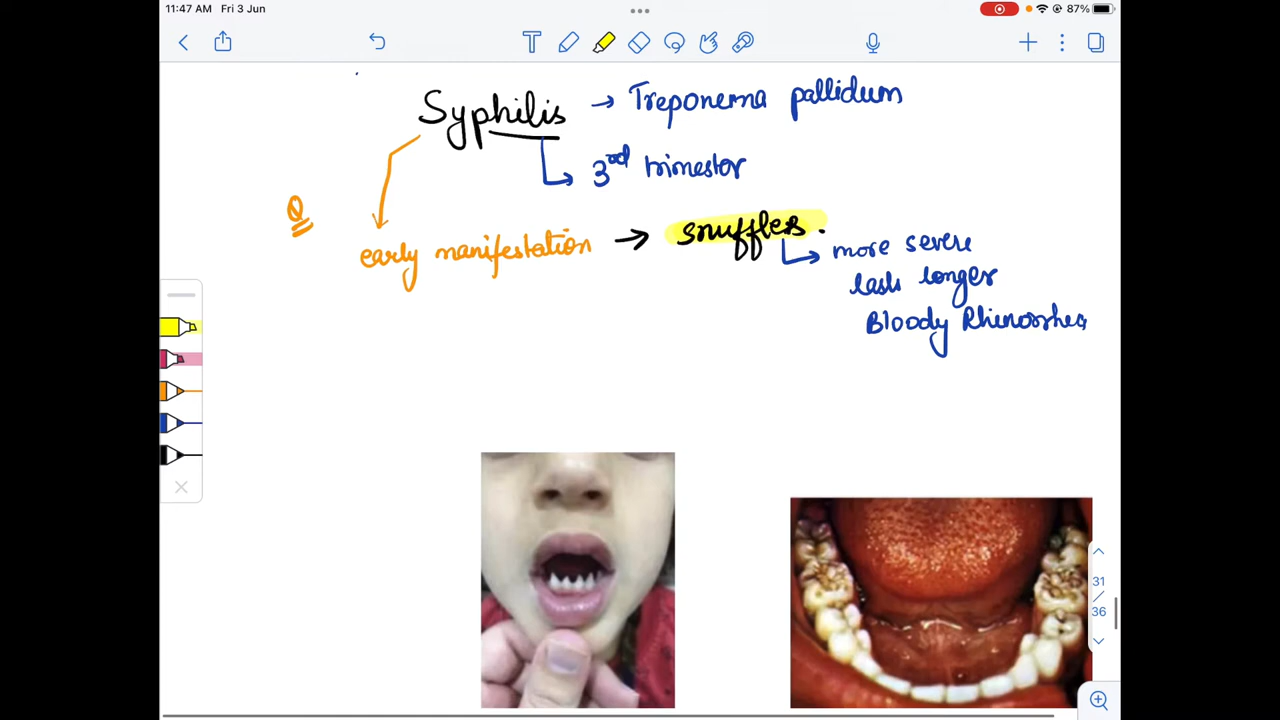 11:47 AM Fri 3 Jun
87%
T
Syphilis → Treponema pallidum
3rd trimester
Q
early manifestation → snuffles.
more severe
lasts longer
Bloody Rhinorrhea
31
/
36